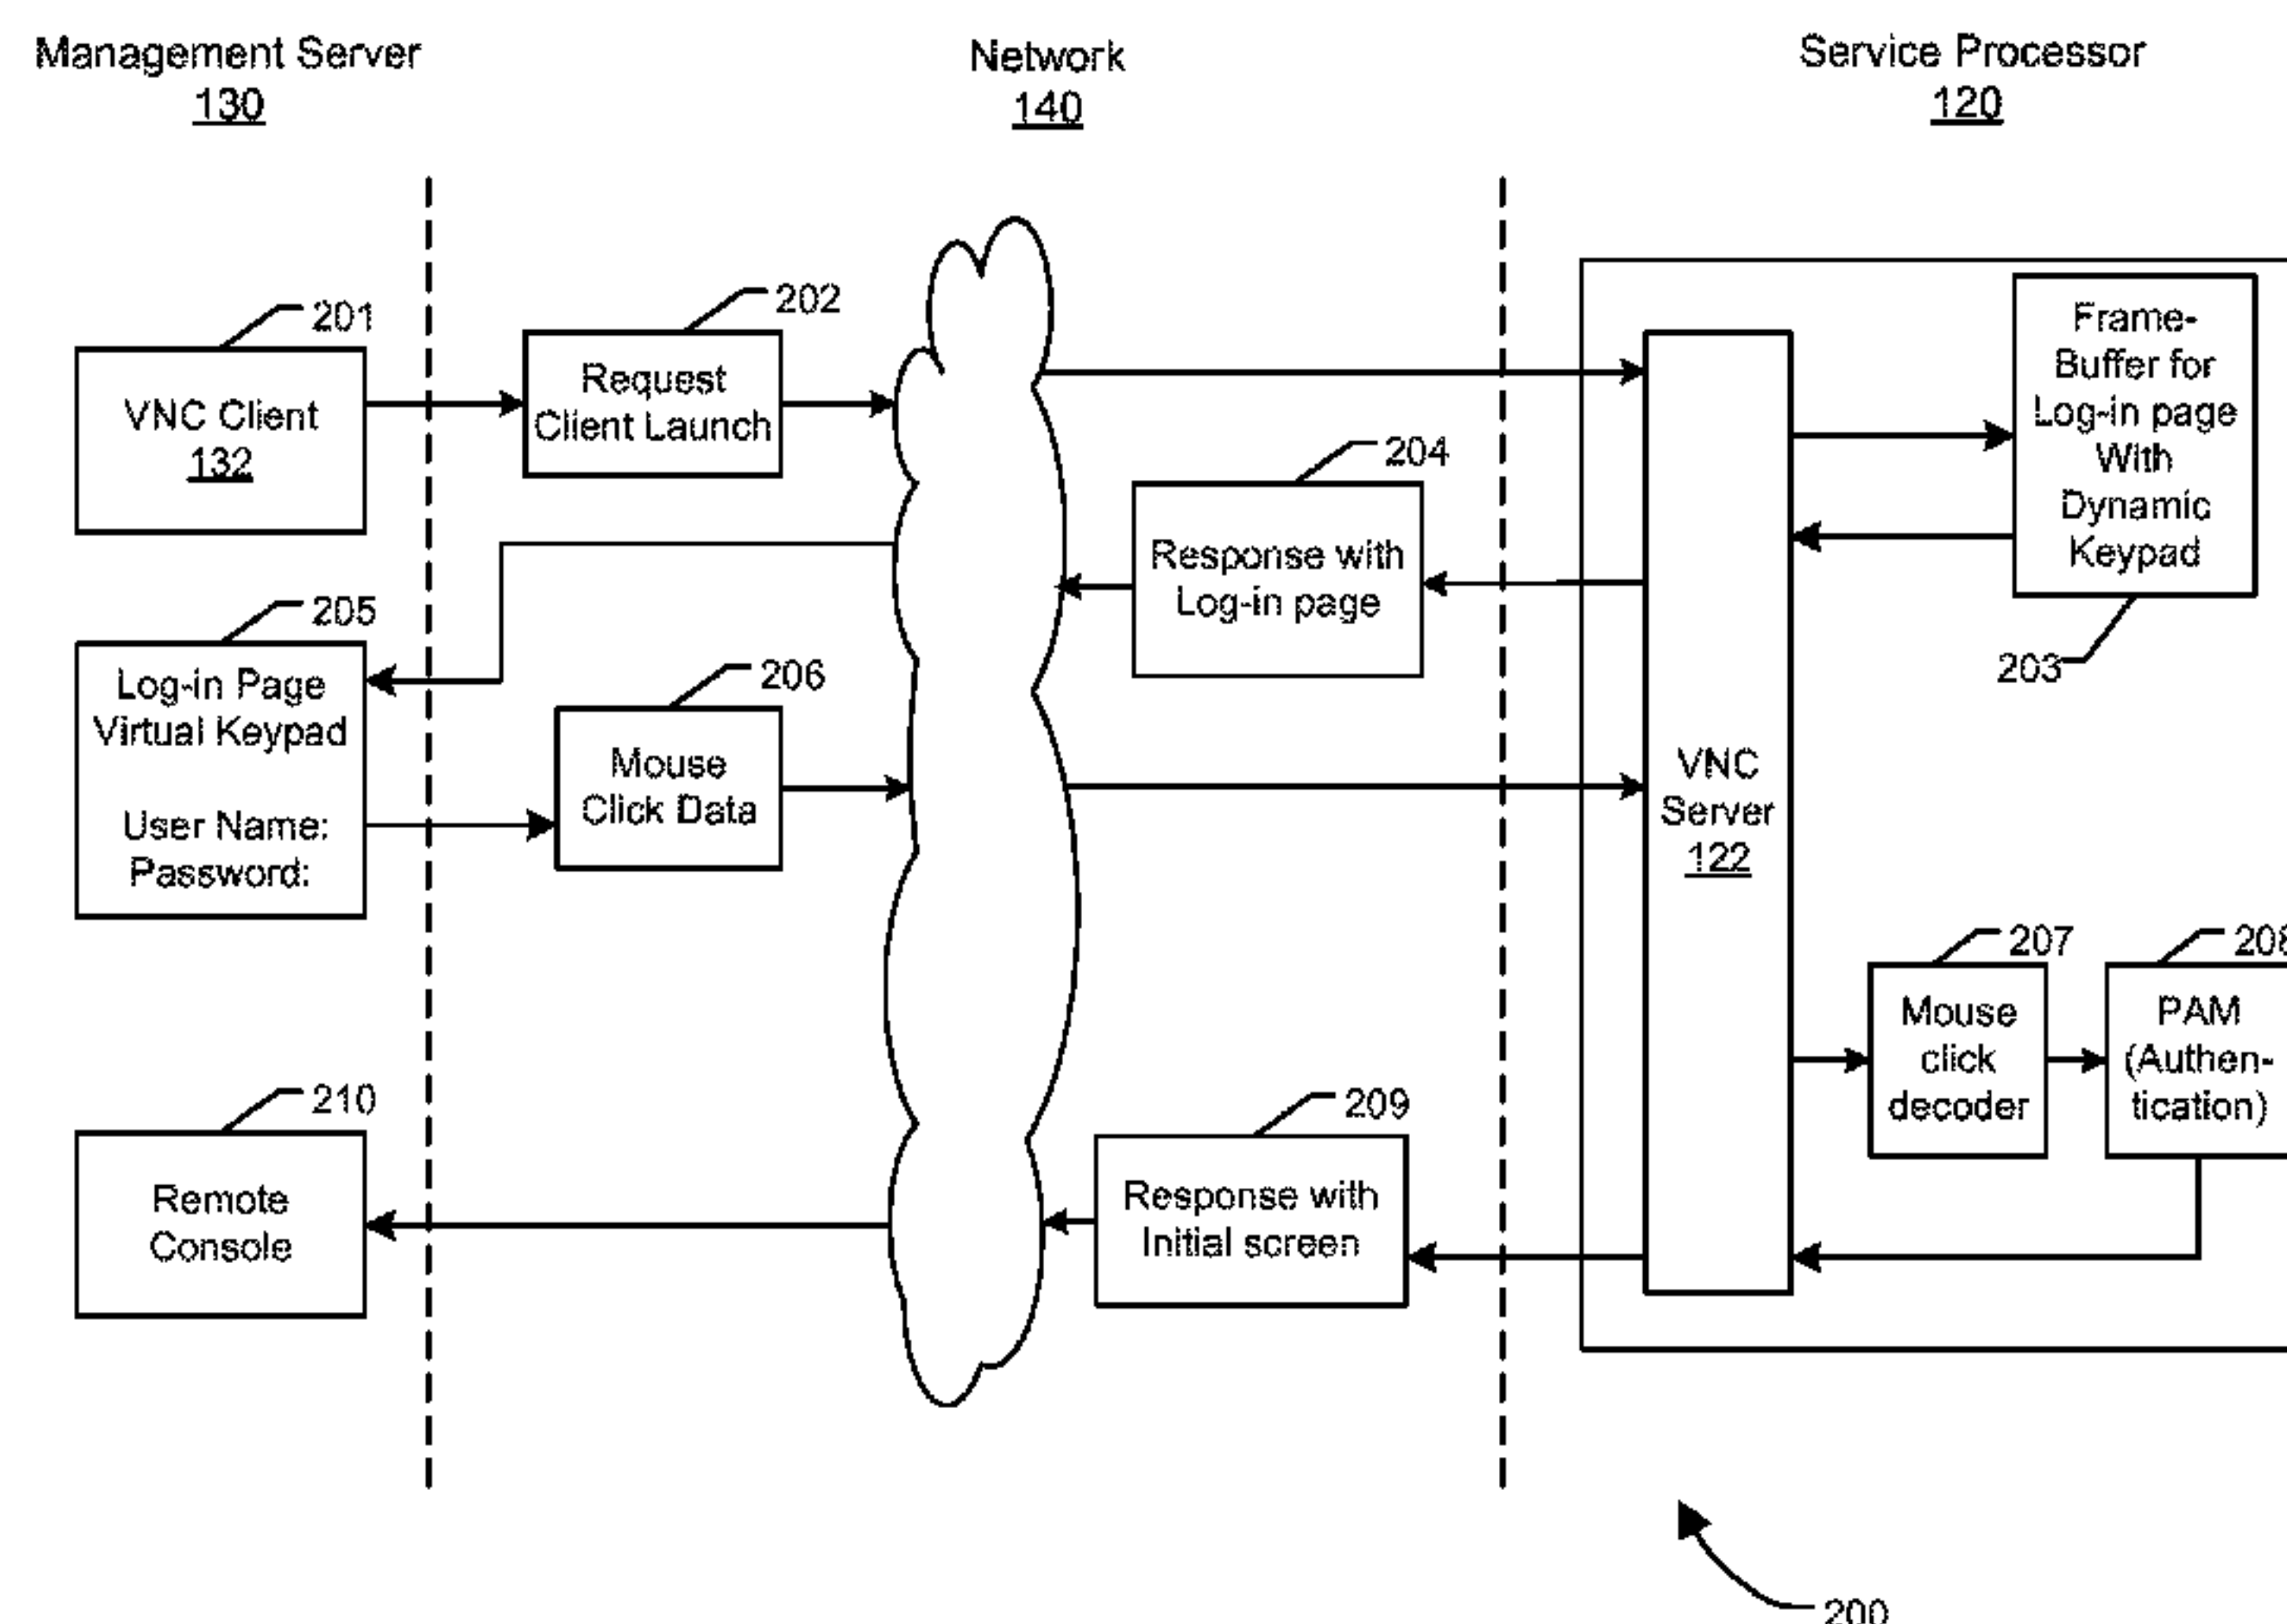 Management Server
130
Network
140
Service Processor
120
201
VNC Client
132
202
Request
Client Launch
Frame-
Buffer for
Log-in page
With
Dynamic
Keypad
203
204
Response with
Log-in page
205
Log-in Page
Virtual Keypad
User Name:
Password:
206
Mouse
Click Data
VNC
Server
122
207
Mouse
click
decoder
PAM
(Authen-
tication)
209
Response with
Initial screen
210
Remote
Console
200